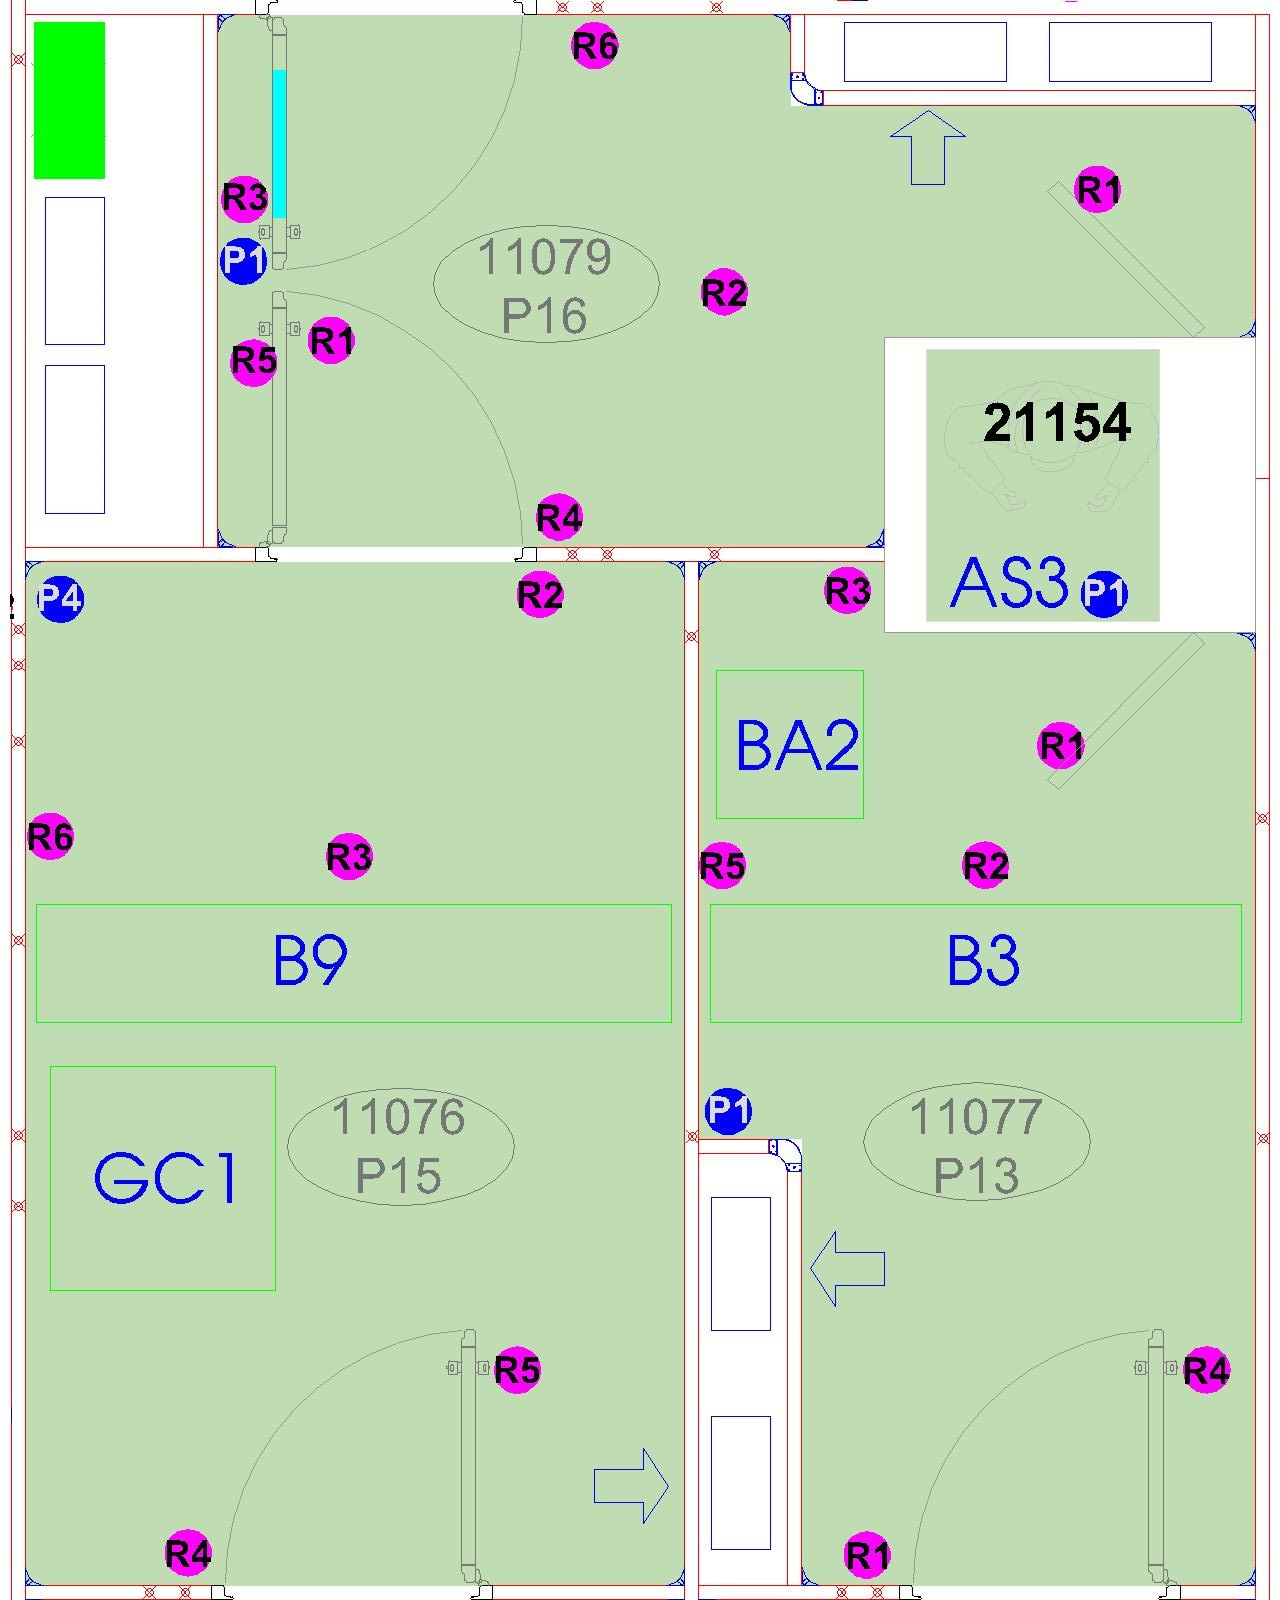 R6
R3
R1
P1
11079
P16
R2
R1
R5
21154
R4
AS3
P1
P4
R2
R3
BA2
R1
R6
R3
R5
R2
B9
B3
11076
P15
P1
11077
P13
GC1
R5
R4
R4
R1